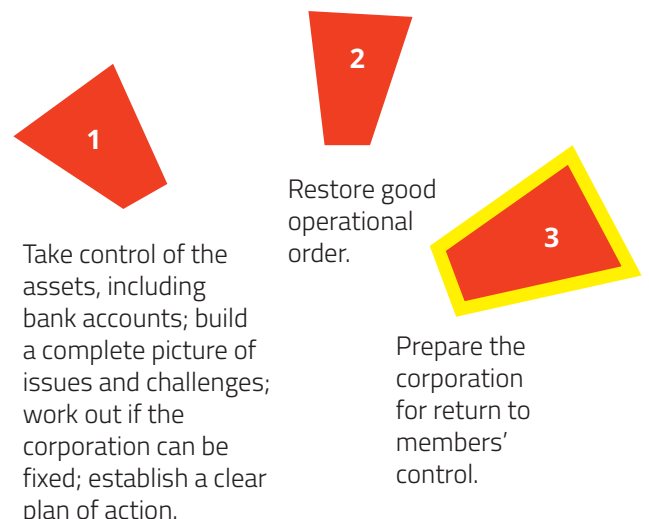 1
Take control of the
assets, including
bank accounts; build
a complete picture of
issues and challenges;
work out if the
corporation can be
fixed; establish a clear
plan of action.
2
Restore good
operational
order.
3
Prepare the
corporation
for return to
members’
control.